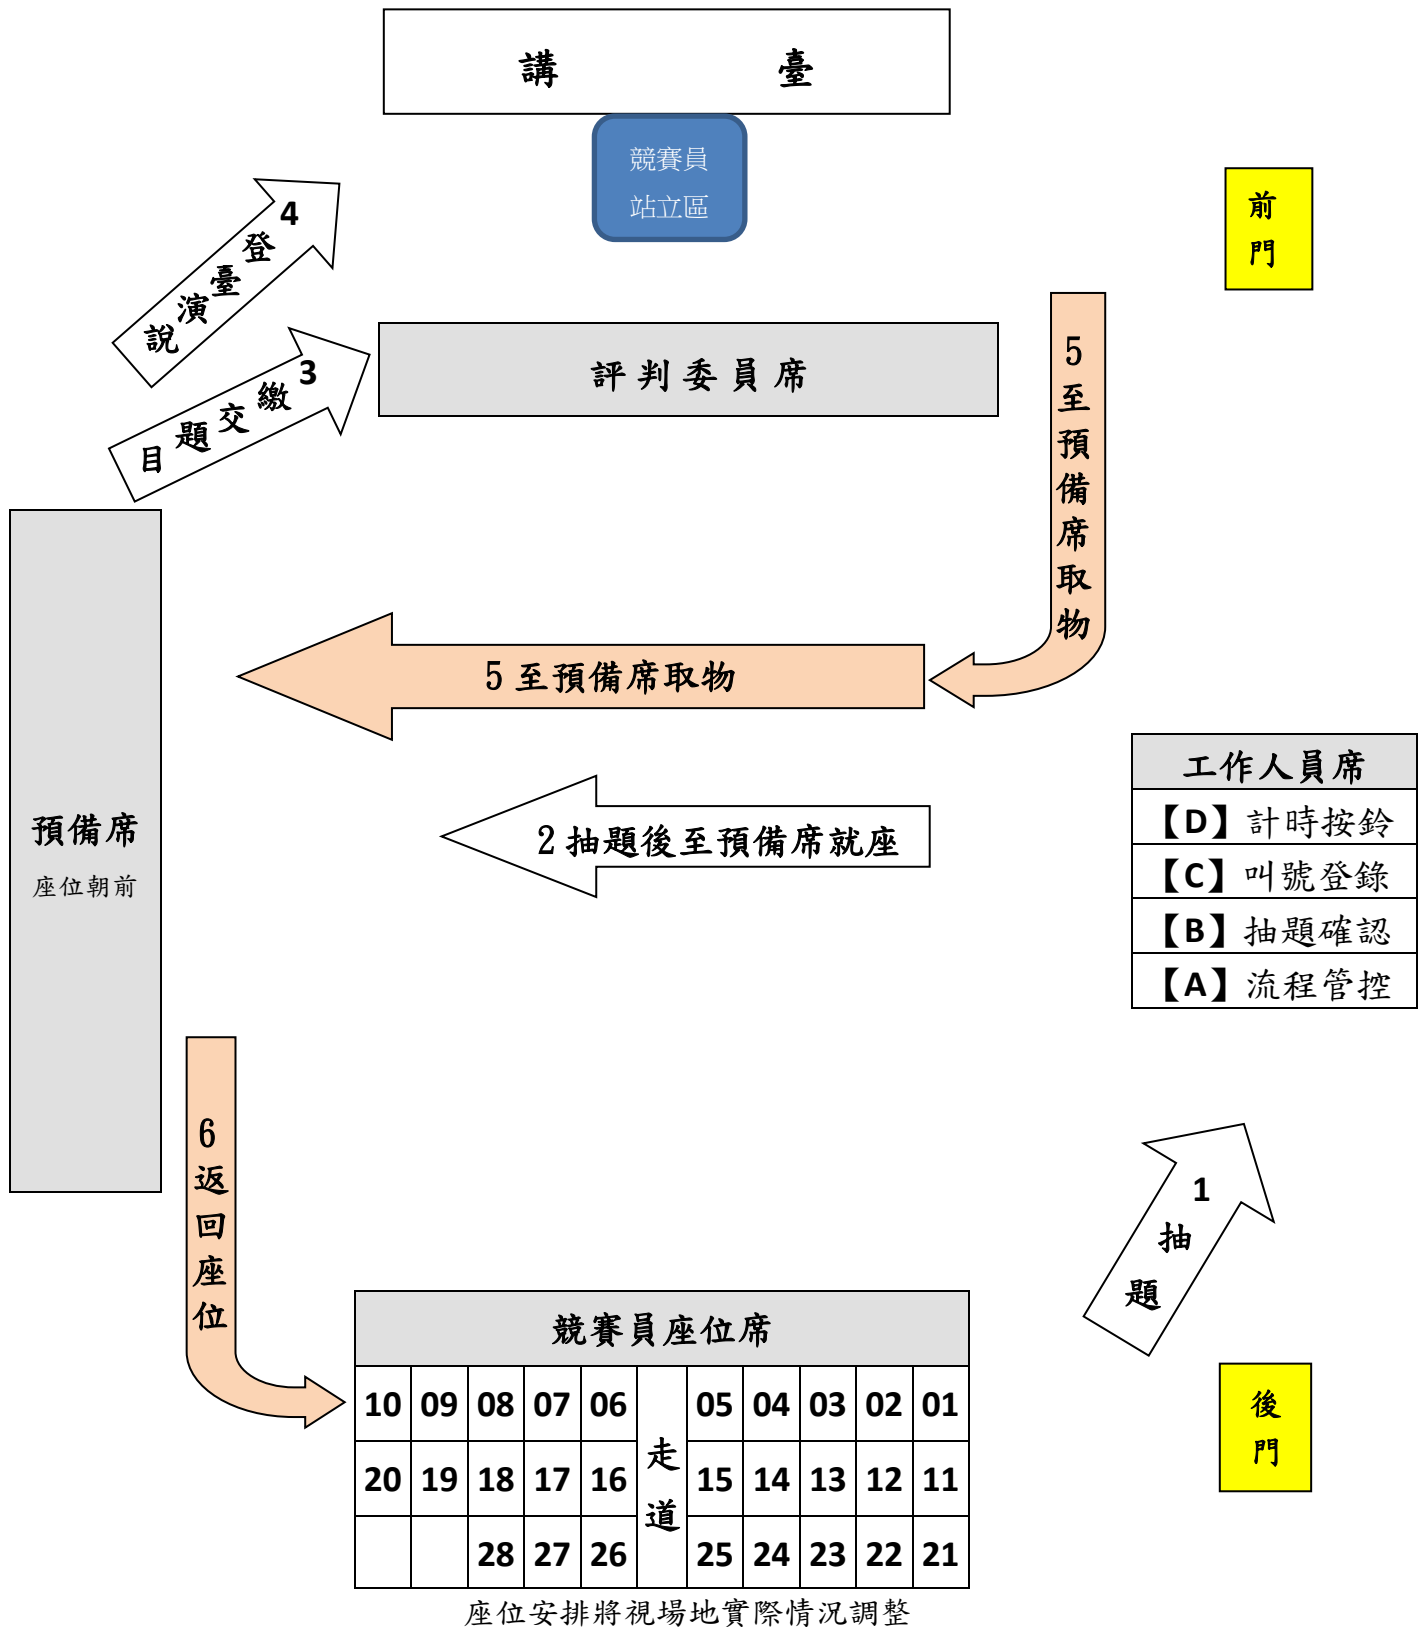 講 臺
競賽員
站立區
前
門
4
登
臺
演
說
3
繳
交
題
目
評判委員席
5
至
預
備
席
取
物
5 至預備席取物
2 抽題後至預備席就座
預備席
座位朝前
工作人員席
【D】計時按鈴
【C】叫號登錄
【B】抽題確認
【A】流程管控
6
返
回
座
位
1
抽
題
後
門
競賽員座位席
10 09 08 07 06 05 04 03 02 01
走
20 19 18 17 16 15 14 13 12 11
道
28 27 26 25 24 23 22 21
座位安排將視場地實際情況調整